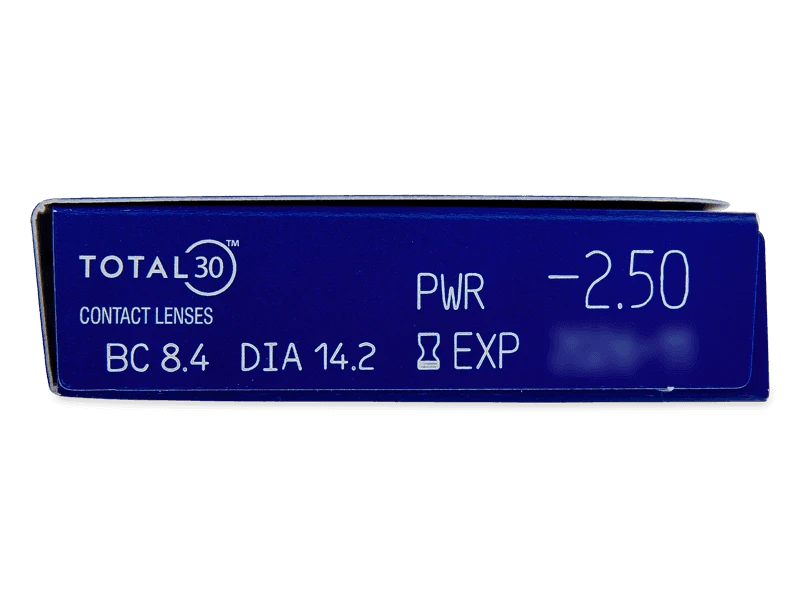 TOTAL30™
CONTACT LENSES
BC 8.4 DIA 14.2
PWR -2.50
EXP